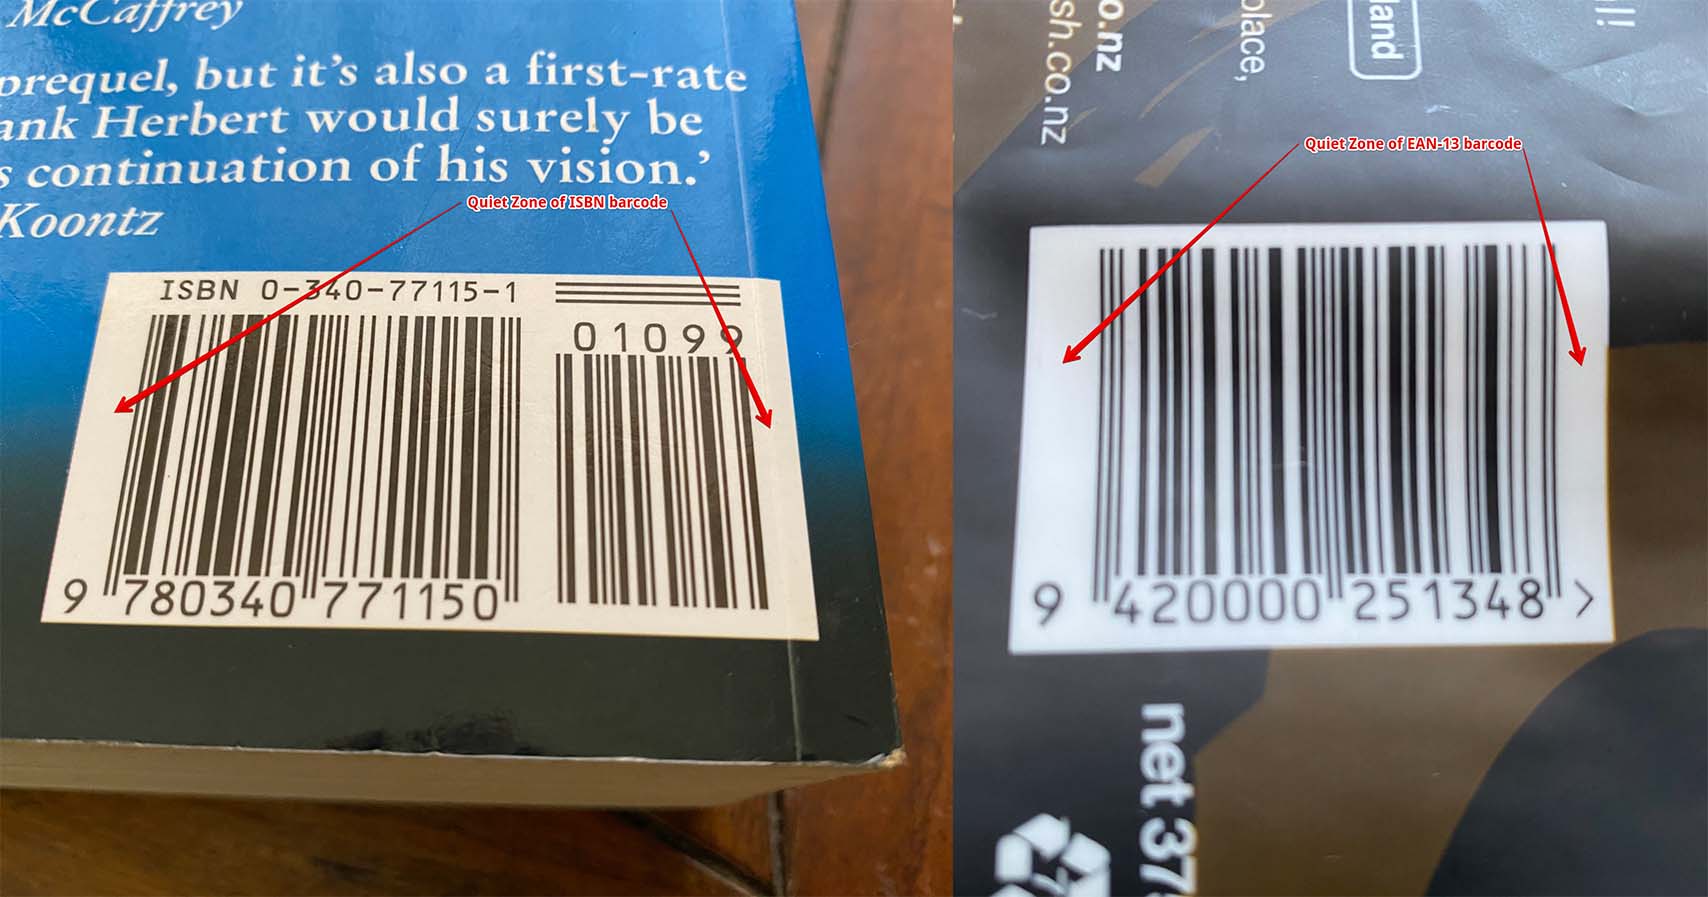 McCaffrey
prequel, but it's also a first-rate
ank Herbert would surely be
s continuation of his vision.'
Koontz
Quiet Zone of ISBN barcode
ISBN 0-340-77115-1
01099
9 780340 771150
o.nz
sh.co.nz
place,
land
!!
Quiet Zone of EAN-13 barcode
9 420000 251348 >
net 375
7